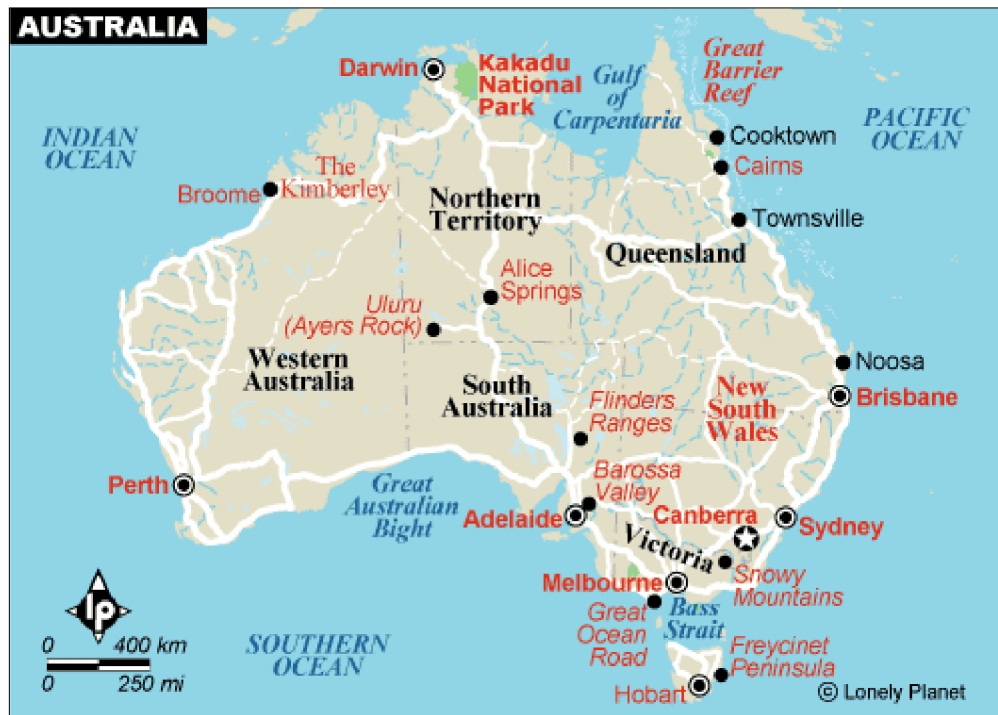 AUSTRALIA
Darwin
Kakadu
National
Park
Gulf
of
Carpentaria
Great
Barrier
Reef
INDIAN
OCEAN
PACIFIC
OCEAN
Cooktown
Cairns
The
Kimberley
Broome
Northern
Territory
Townsville
Queensland
Alice
Springs
Uluru
(Ayers Rock)
Western
Australia
South
Australia
Noosa
Brisbane
New
South
Wales
Flinders
Ranges
Perth
Great
Australian
Bight
Barossa
Valley
Adelaide
Canberra
Sydney
Victoria
Melbourne
Snowy
Mountains
Great
Ocean
Road
Bass
Strait
Freycinet
Peninsula
Hobart
SOUTHERN
OCEAN
lp
0 400 km
0 250 mi
© Lonely Planet